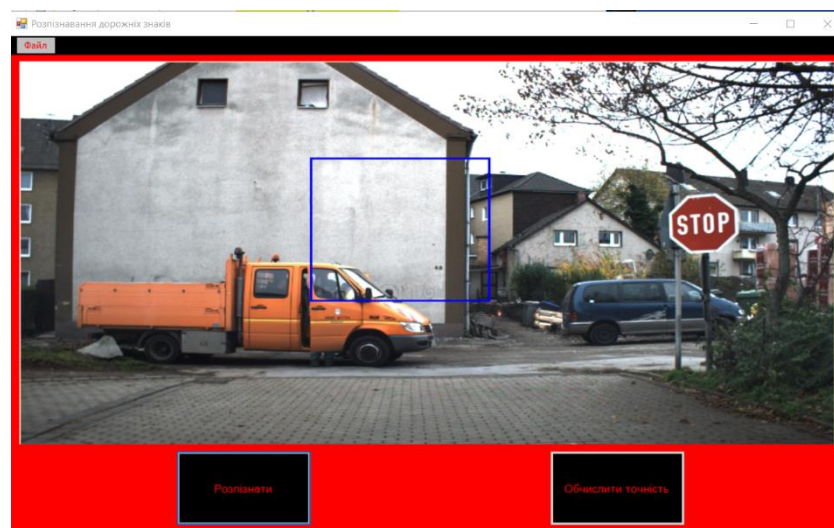 Розпізнавання дорожніх знаків
Файл
STOP
Розпізнати
Обчислити точність